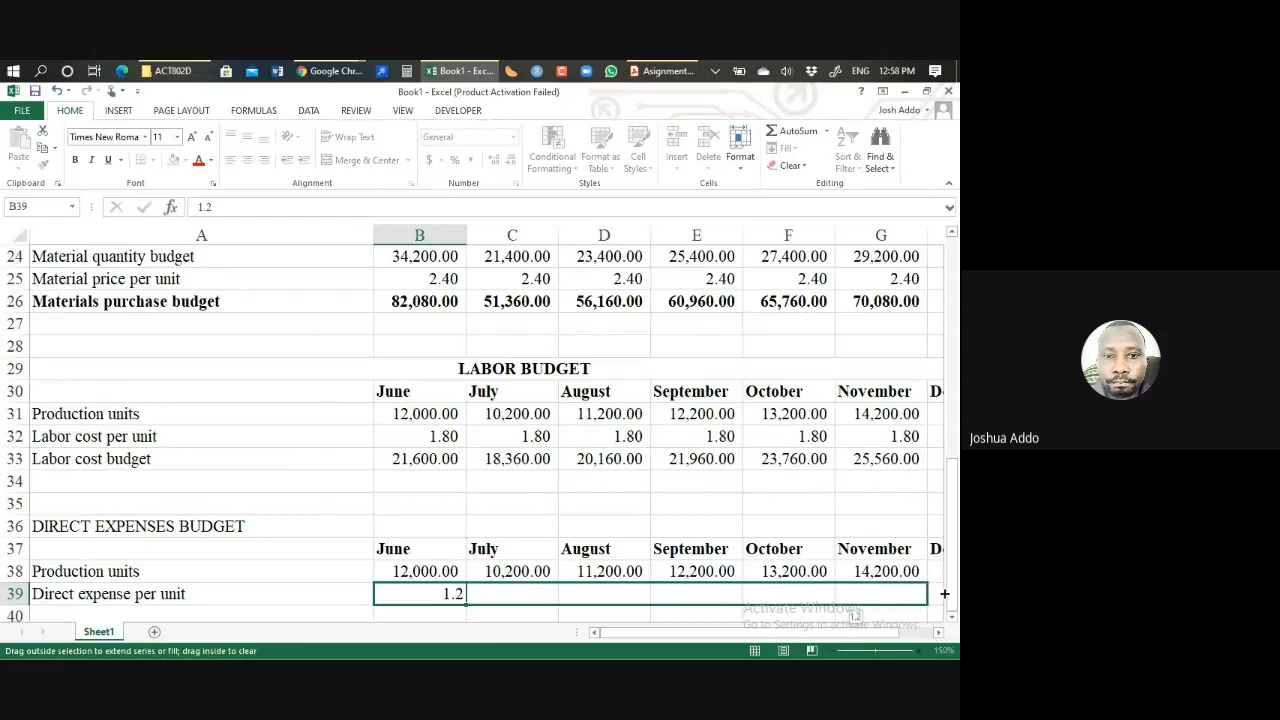 ACT802D
Google Chr...
Book1 - Exc...
Asignment...
ENG
12:58 PM
Book1 - Excel (Product Activation Failed)
FILE HOME INSERT PAGE LAYOUT FORMULAS DATA REVIEW VIEW DEVELOPER
Josh Addo
Paste
Times New Roma 11
B I U
Wrap Text
Merge & Center
General
$ % ,
Conditional Formatting
Format as Table
Cell Styles
Insert Delete Format
AutoSum
Fill
Clear
Sort & Filter
Find & Select
Clipboard Font Alignment Number Styles Cells Editing
B39 fx 1.2
A B C D E F G
24 Material quantity budget 34,200.00 21,400.00 23,400.00 25,400.00 27,400.00 29,200.00
25 Material price per unit 2.40 2.40 2.40 2.40 2.40 2.40
26 Materials purchase budget 82,080.00 51,360.00 56,160.00 60,960.00 65,760.00 70,080.00
27
28
29 LABOR BUDGET
30 June July August September October November D
31 Production units 12,000.00 10,200.00 11,200.00 12,200.00 13,200.00 14,200.00
32 Labor cost per unit 1.80 1.80 1.80 1.80 1.80 1.80
33 Labor cost budget 21,600.00 18,360.00 20,160.00 21,960.00 23,760.00 25,560.00
34
35
36 DIRECT EXPENSES BUDGET
37 June July August September October November D
38 Production units 12,000.00 10,200.00 11,200.00 12,200.00 13,200.00 14,200.00
39 Direct expense per unit 1.2
40
1.2
Activate Windows
Go to Settings to activate Windows.
Sheet1
Drag outside selection to extend series or fill; drag inside to clear
150%
Joshua Addo